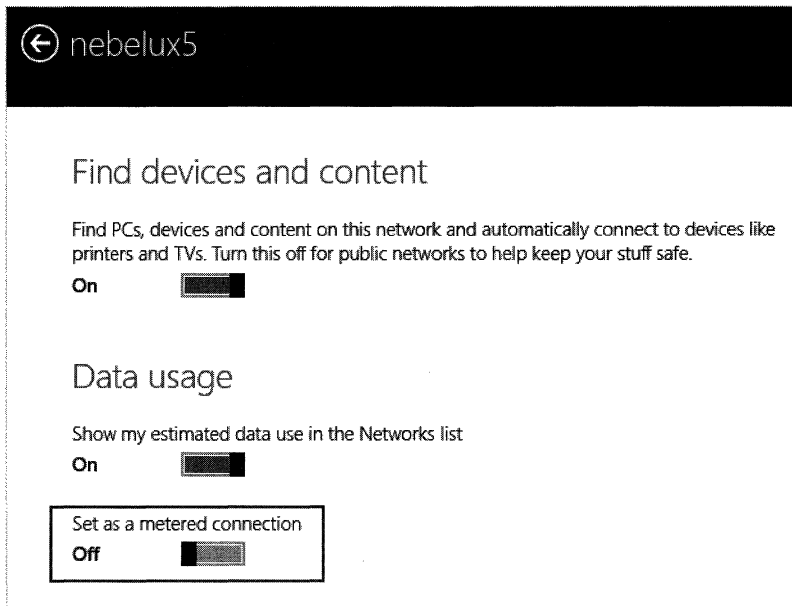 nebelux5
Find devices and content
Find PCs, devices and content on this network and automatically connect to devices like
printers and TVs. Turn this off for public networks to help keep your stuff safe.
On
Data usage
Show my estimated data use in the Networks list
On
Set as a metered connection
Off